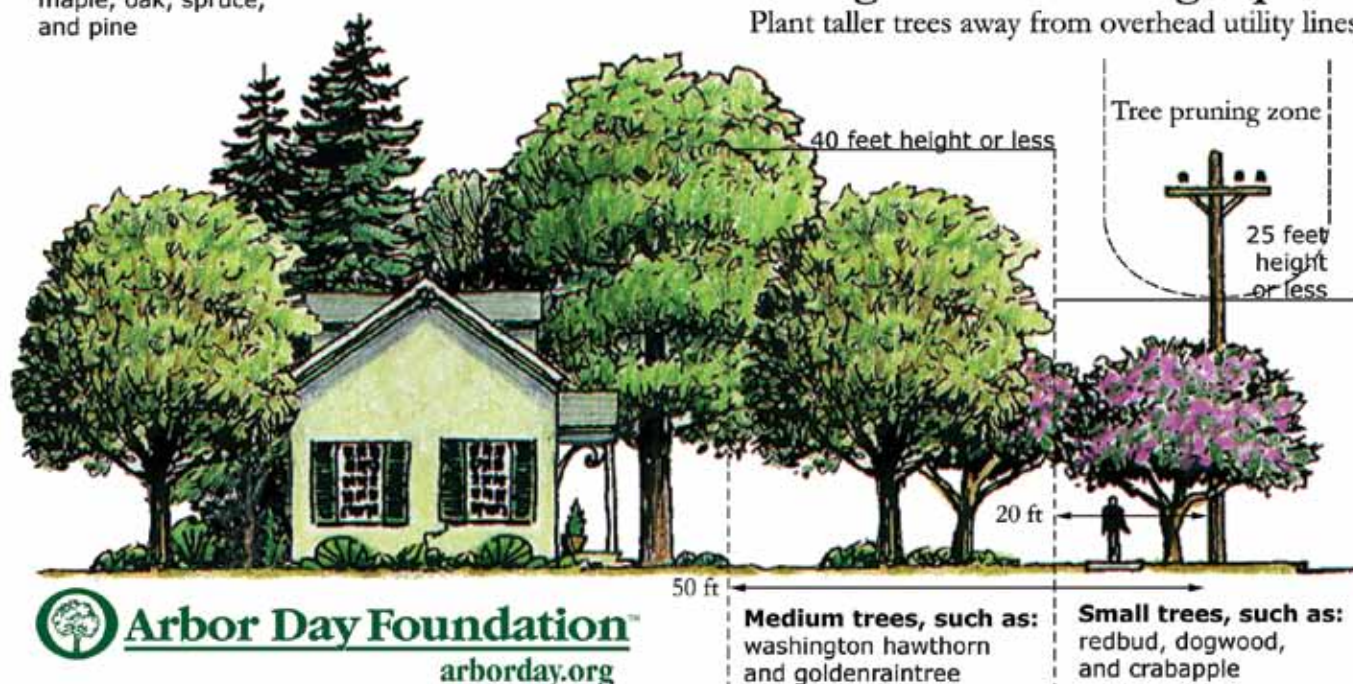 maple, oak, spruce,
and pine
Plant taller trees away from overhead utility lines
Tree pruning zone
40 feet height or less
25 feet
height
or less
20 ft
50 ft
Medium trees, such as:
washington hawthorn
and goldenraintree
Small trees, such as:
redbud, dogwood,
and crabapple
Arbor Day Foundation™
arborday.org